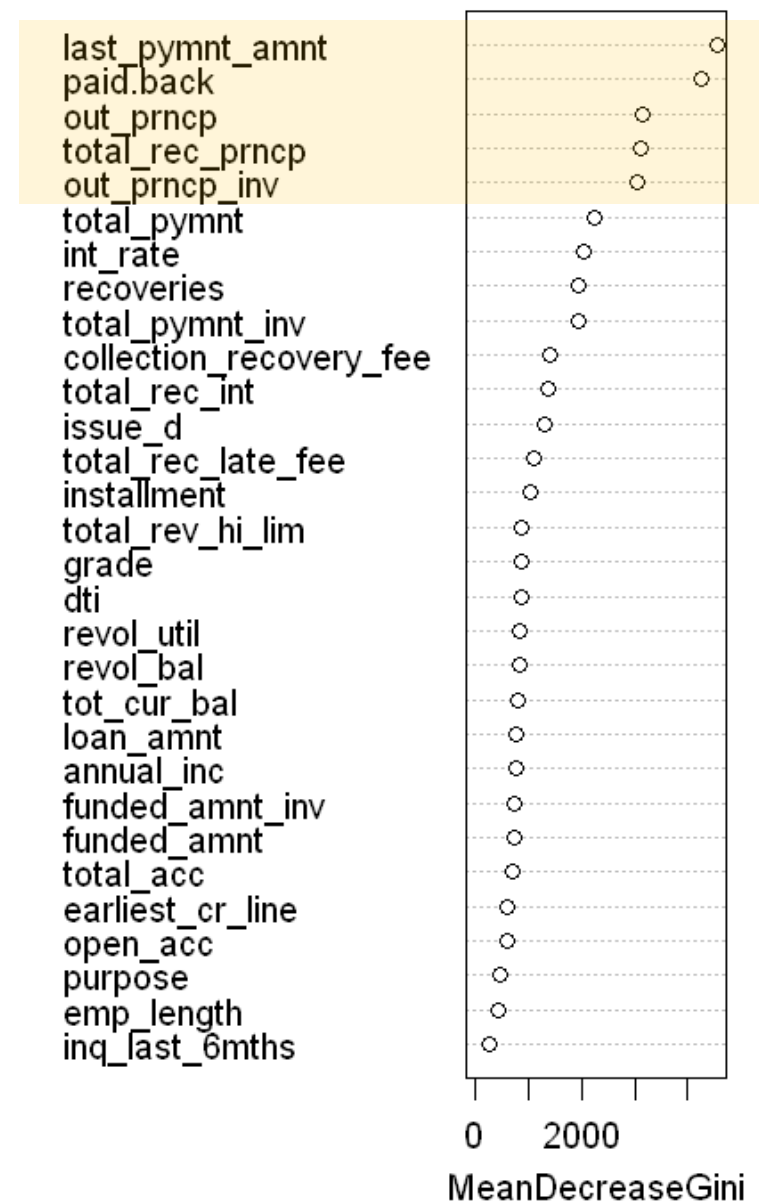 last_pymnt_amnt
paid.back
out_prncp
total_rec_prncp
out_prncp_inv
total_pymnt
int_rate
recoveries
total_pymnt_inv
collection_recovery_fee
total_rec_int
issue_d
total_rec_late_fee
installment
total_rev_hi_lim
grade
dti
revol_util
revol_bal
tot_cur_bal
loan_amnt
annual_inc
funded_amnt_inv
funded_amnt
total_acc
earliest_cr_line
open_acc
purpose
emp_length
inq_last_6mths
0 2000
MeanDecreaseGini